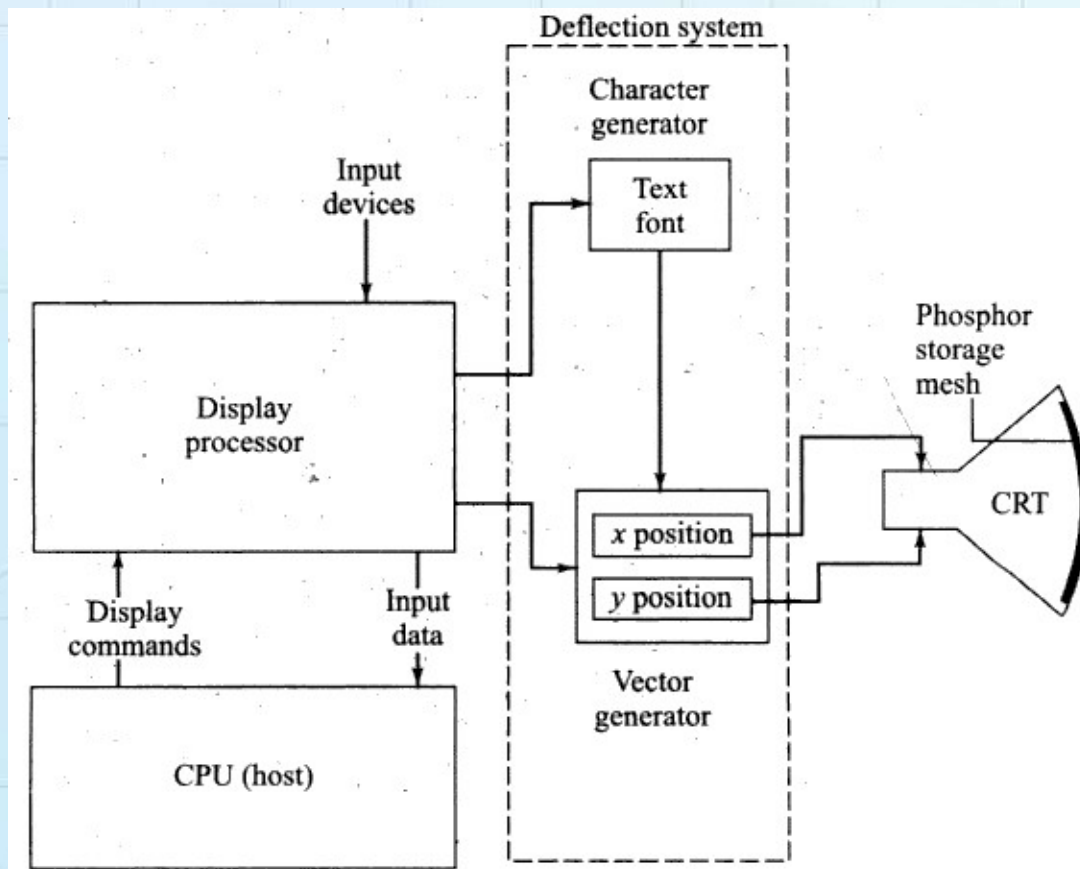 Deflection system
Character
generator
Text
font
Input
devices
Display
processor
Phosphor
storage
mesh
CRT
x position
y position
Display
commands
Input
data
Vector
generator
CPU (host)